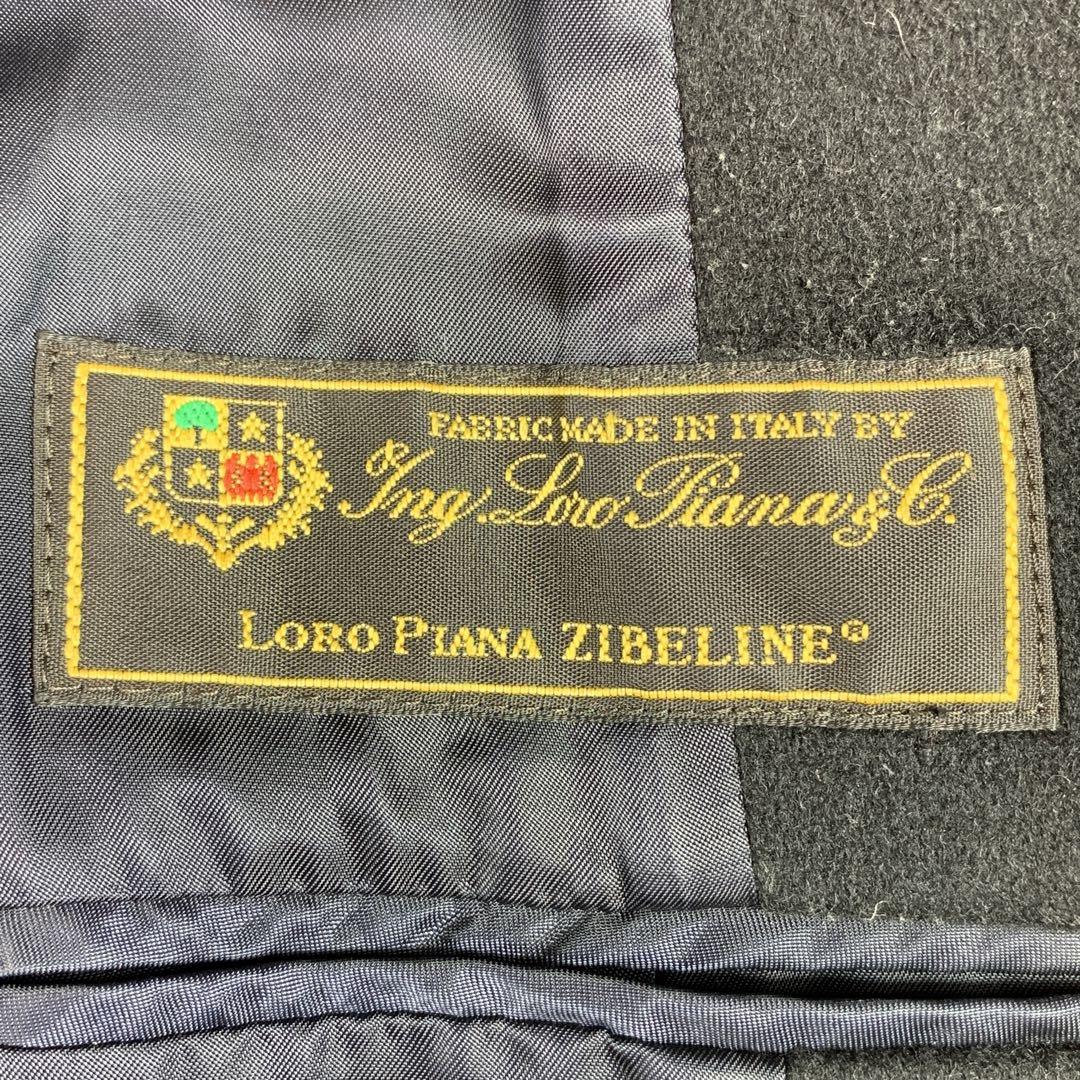 FABRIC MADE IN ITALY BY
Ing. Loro Piana & C.
LORO PIANA ZIBELINE®